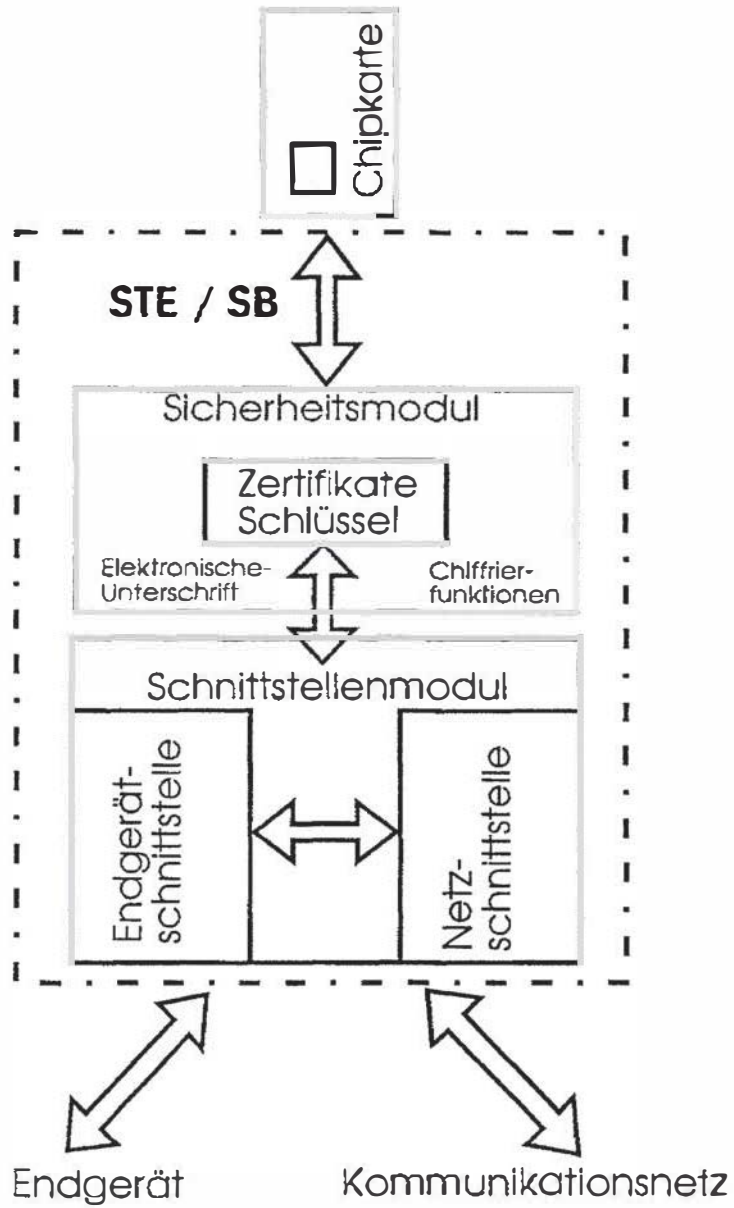 Chipkarte
STE / SB
Sicherheitsmodul
Zertifikate
Schlüssel
Elektronische-
Unterschrift
Chiffrier-
funktionen
Schnittstellenmodul
Endgerät-
schnittstelle
Netz-
schnittstelle
Endgerät
Kommunikationsnetz